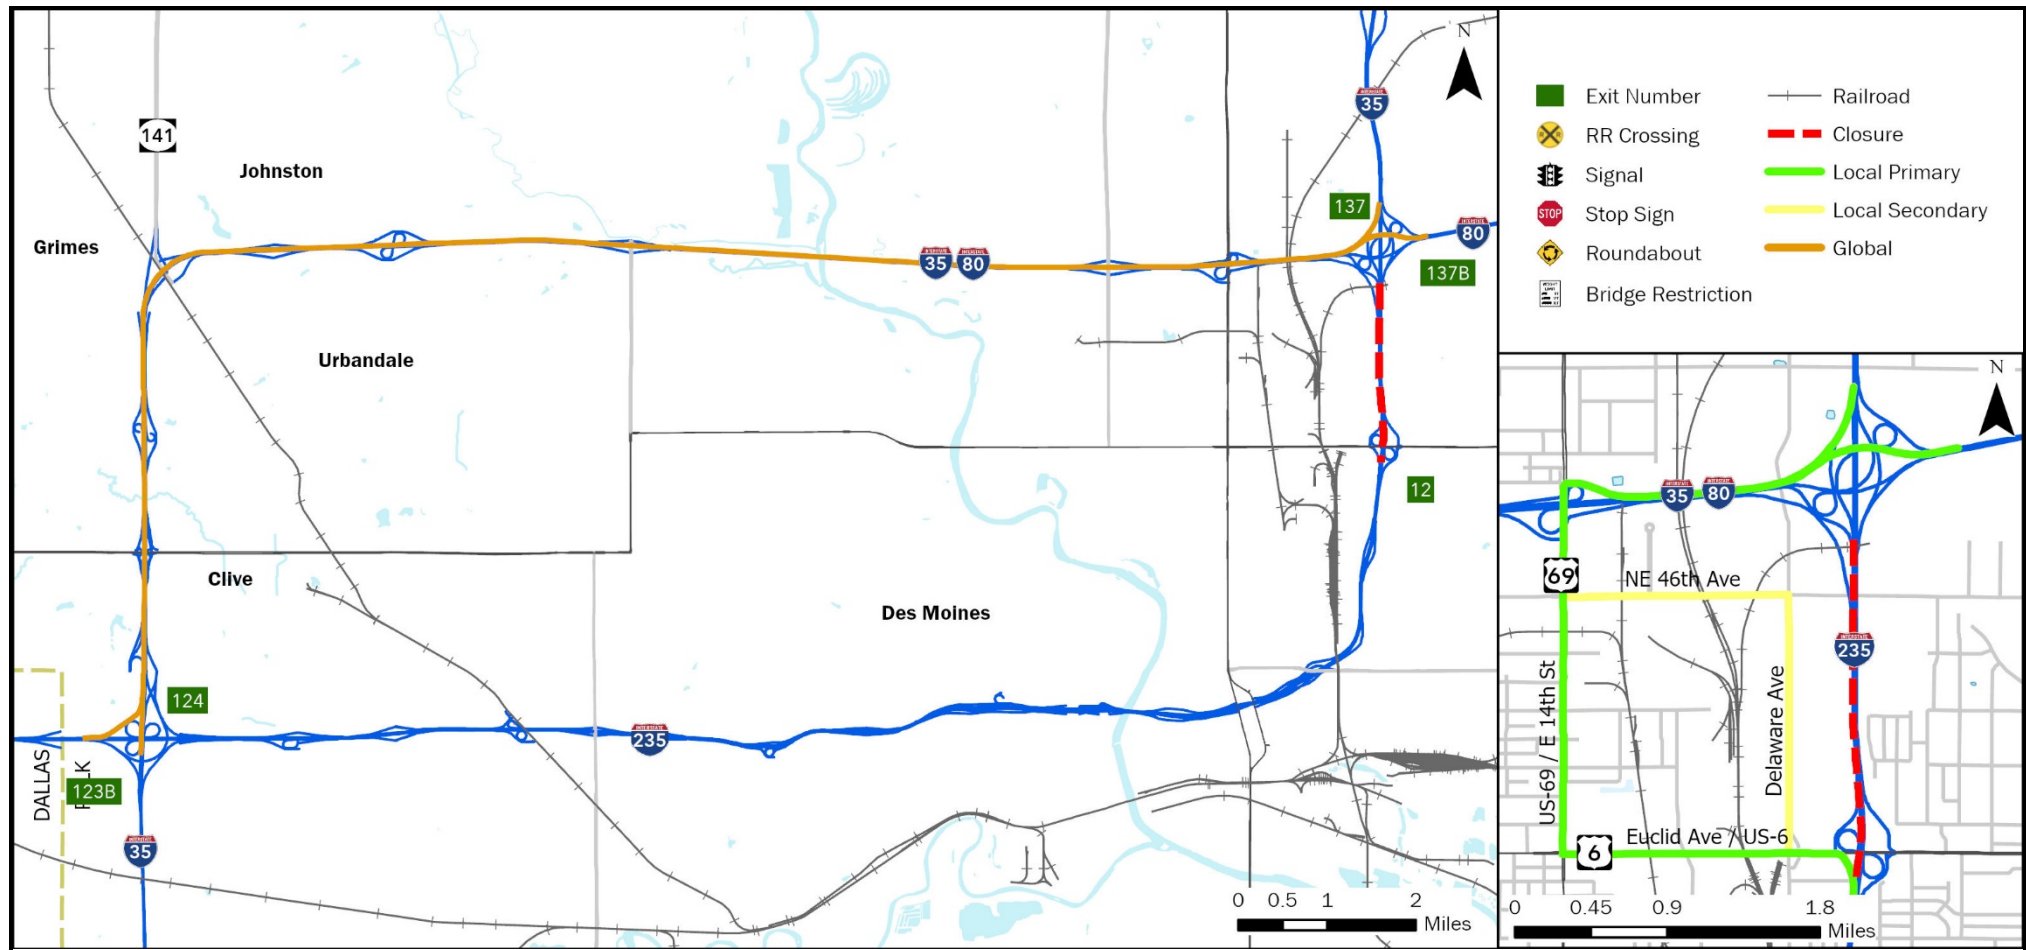 N
35
141
Johnston
137
Grimes
80
35
80
137B
Urbandale
12
Clive
Des Moines
124
235
DALLAS
123B
35
0 0.5 1 2
Miles
Exit Number
RR Crossing
Signal
STOP
Stop Sign
Roundabout
Bridge Restriction
Railroad
Closure
Local Primary
Local Secondary
Global
N
35
80
69
NE 46th Ave
235
US-69 / E 14th St
Delaware Ave
Euclid Ave / US-6
6
0 0.45 0.9 1.8
Miles